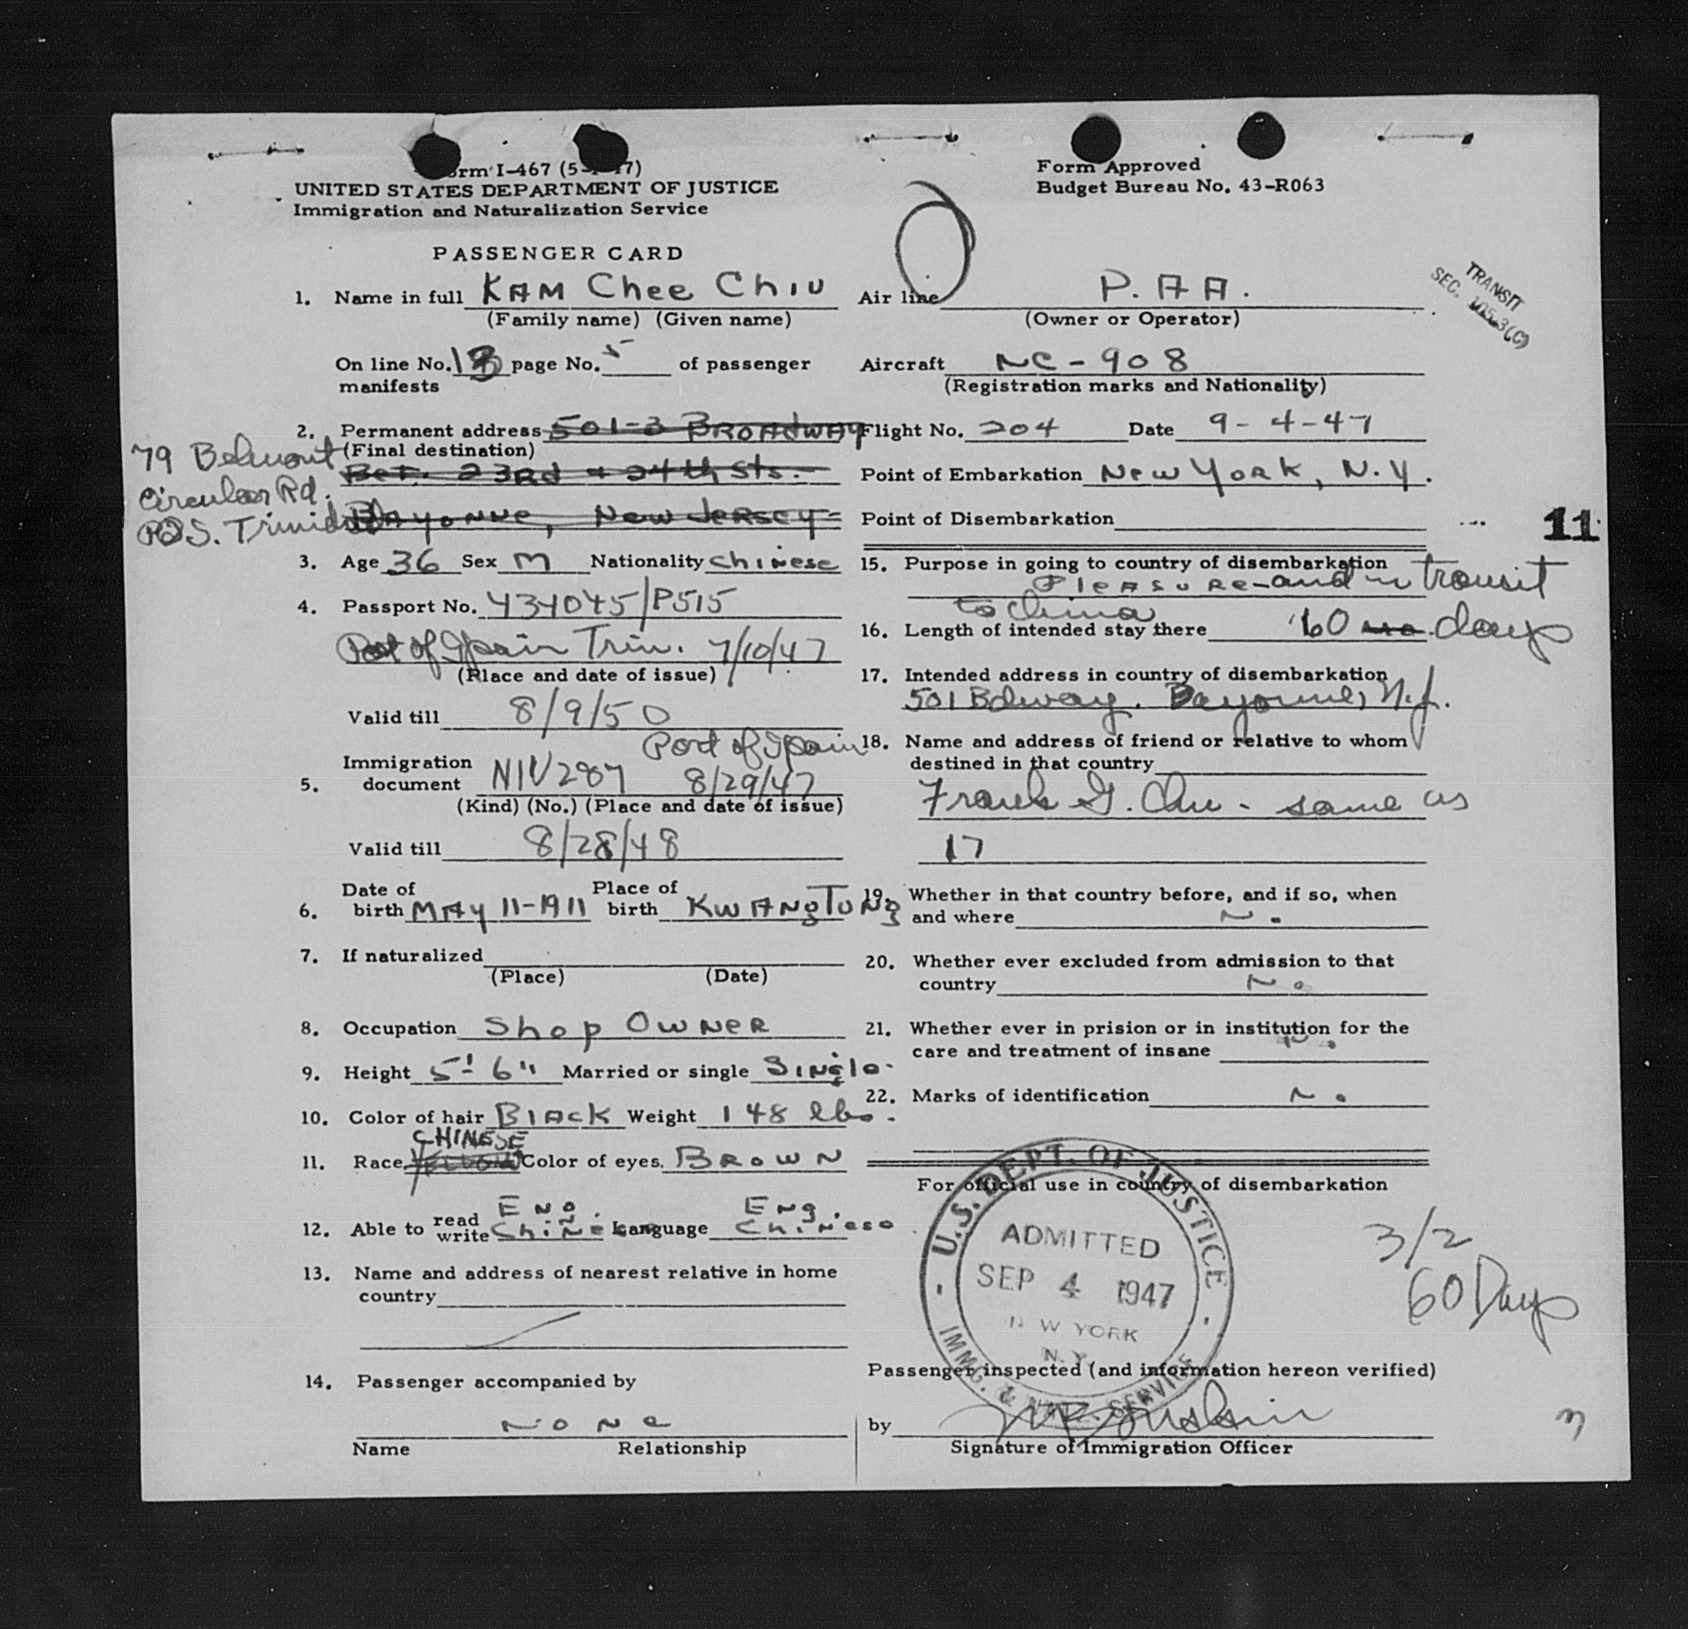 Form I-467 (5-1-47)
UNITED STATES DEPARTMENT OF JUSTICE
Immigration and Naturalization Service
Form Approved
Budget Bureau No. 43-R063
TRANSIT
SEC. 105.3(C)
PASSENGER CARD
1. Name in full KAM Chee Chiu
(Family name) (Given name)
On line No. 13 page No. 5 of passenger
manifests
2. Permanent address 501-3 BROADWAY
(Final destination)
Bet. 23Rd + 24th Sts.
BAYONNE, New Jersey
79 Belmont
Circular Rd.
P.O.S. Trinidad
3. Age 36 Sex M Nationality Chinese
4. Passport No. 434045/P515
Port of Spain Trin. 7/10/47
(Place and date of issue)
Valid till 8/9/50
Port of Spain
5. Immigration
document NIV287 8/29/47
(Kind) (No.) (Place and date of issue)
Valid till 8/28/48
6. Date of birth MAY 11-1911 Place of birth KWANgTUNg
7. If naturalized
(Place) (Date)
8. Occupation Shop OWNER
9. Height 5' 6" Married or single Single
10. Color of hair BlAcK Weight 148 lbs.
CHINESE
11. Race YELLOW Color of eyes. BROWN
Eng. Eng.
12. Able to read write Chinese Language Chinese
13. Name and address of nearest relative in home
country
14. Passenger accompanied by
None
Name Relationship
Air line P.AA.
(Owner or Operator)
Aircraft NC-908
(Registration marks and Nationality)
Flight No. 204 Date 9-4-47
Point of Embarkation New York, N.Y.
Point of Disembarkation
11
15. Purpose in going to country of disembarkation
Pleasure-and in transit
to China
16. Length of intended stay there 60 mo. days
17. Intended address in country of disembarkation
501 Bdway. Bayonne, N.J.
18. Name and address of friend or relative to whom
destined in that country
Frank G. Chu - same as
17
19. Whether in that country before, and if so, when
and where No.
20. Whether ever excluded from admission to that
country No
21. Whether ever in prision or in institution for the
care and treatment of insane No.
22. Marks of identification No.
For official use in country of disembarkation
U.S. DEPT. OF JUSTICE
ADMITTED
SEP 4 1947
NEW YORK
N.Y.
IMMG. & NAT. SERVICE
3/2
60 Days
Passenger inspected (and information hereon verified)
by
Signature of Immigration Officer